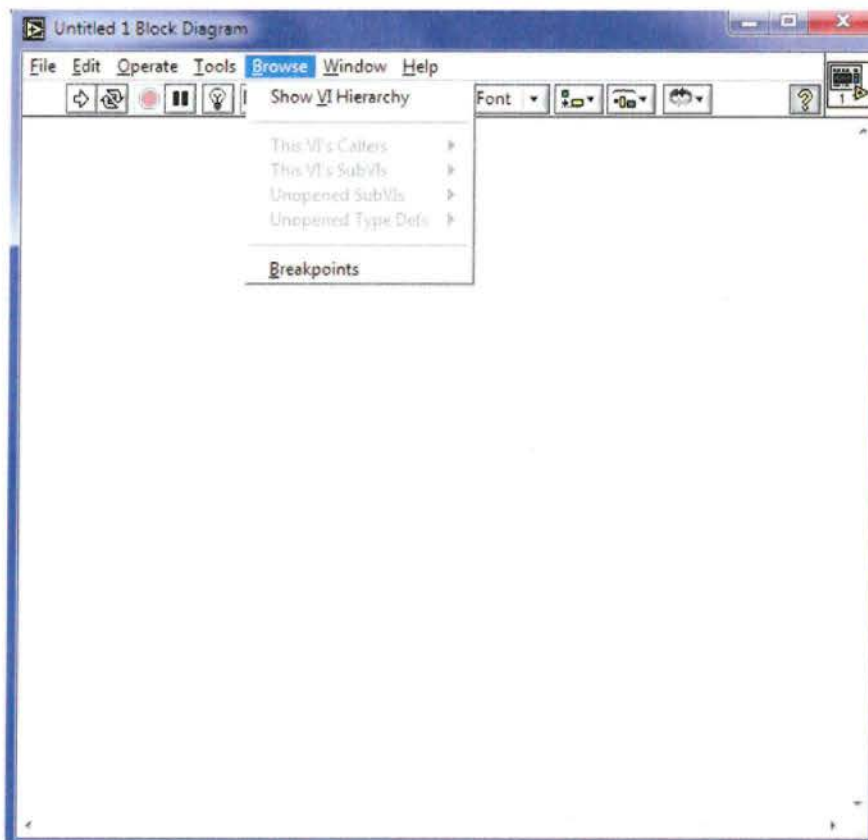 Untitled 1 Block Diagram
File Edit Operate Tools Browse Window Help
Font
1
Show VI Hierarchy
This VI's Callers
This VI's SubVIs
Unopened SubVIs
Unopened Type Defs
Breakpoints